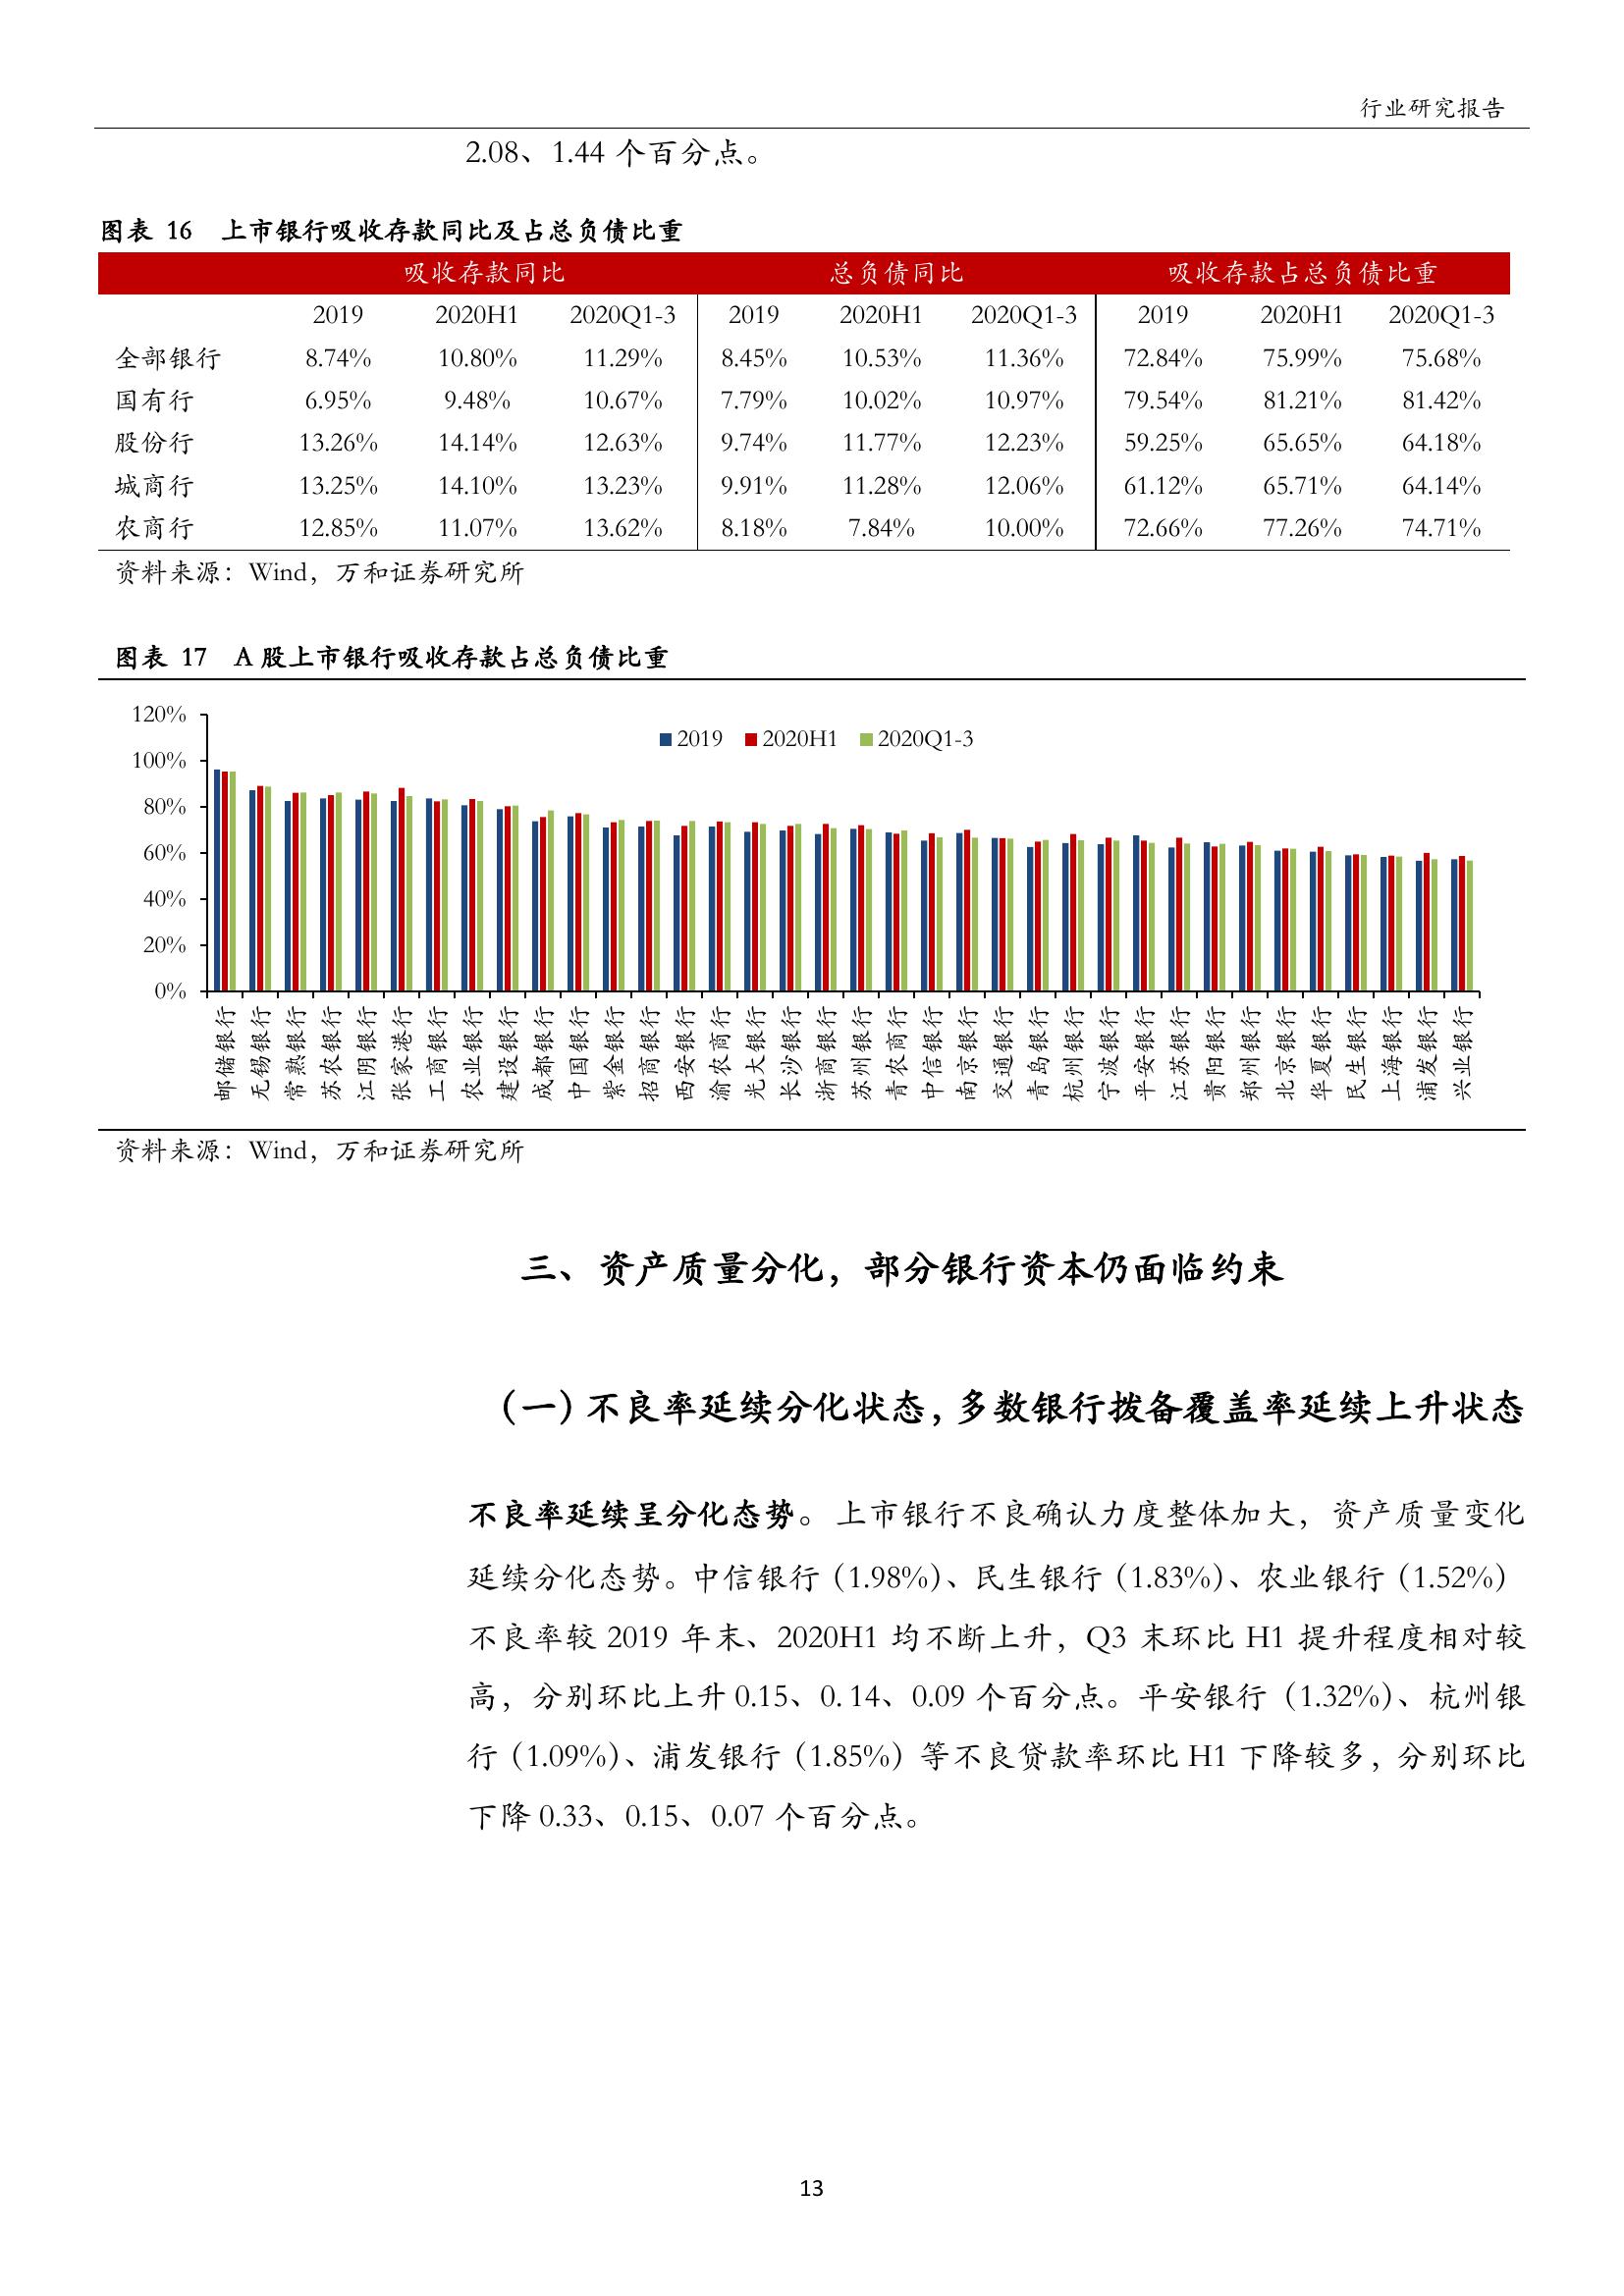 行业研究报告
2.08、1.44 个百分点。
图表 16 上市银行吸收存款同比及占总负债比重
吸收存款同比 总负债同比 吸收存款占总负债比重
2019 2020H1 2020Q1-3 2019 2020H1 2020Q1-3 2019 2020H1 2020Q1-3
全部银行 8.74% 10.80% 11.29% 8.45% 10.53% 11.36% 72.84% 75.99% 75.68%
国有行 6.95% 9.48% 10.67% 7.79% 10.02% 10.97% 79.54% 81.21% 81.42%
股份行 13.26% 14.14% 12.63% 9.74% 11.77% 12.23% 59.25% 65.65% 64.18%
城商行 13.25% 14.10% 13.23% 9.91% 11.28% 12.06% 61.12% 65.71% 64.14%
农商行 12.85% 11.07% 13.62% 8.18% 7.84% 10.00% 72.66% 77.26% 74.71%
资料来源：Wind，万和证券研究所
图表 17 A 股上市银行吸收存款占总负债比重
2019 2020H1 2020Q1-3
120%
100%
80%
60%
40%
20%
0%
邮储银行
无锡银行
常熟银行
苏农银行
江阴银行
张家港行
工商银行
农业银行
建设银行
成都银行
中国银行
紫金银行
招商银行
西安银行
渝农商行
光大银行
长沙银行
浙商银行
苏州银行
青农商行
中信银行
南京银行
交通银行
青岛银行
杭州银行
宁波银行
平安银行
江苏银行
贵阳银行
郑州银行
北京银行
华夏银行
民生银行
上海银行
浦发银行
兴业银行
资料来源：Wind，万和证券研究所
三、资产质量分化，部分银行资本仍面临约束
（一）不良率延续分化状态，多数银行拨备覆盖率延续上升状态
不良率延续呈分化态势。上市银行不良确认力度整体加大，资产质量变化
延续分化态势。中信银行（1.98%）、民生银行（1.83%）、农业银行（1.52%）
不良率较 2019 年末、2020H1 均不断上升，Q3 末环比 H1 提升程度相对较
高，分别环比上升 0.15、0. 14、0.09 个百分点。平安银行（1.32%）、杭州银
行（1.09%）、浦发银行（1.85%）等不良贷款率环比 H1 下降较多，分别环比
下降 0.33、0.15、0.07 个百分点。
13